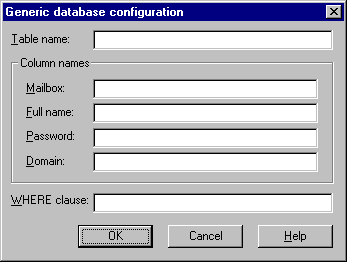 Generic database configuration
Table name:
Column names
Mailbox:
Full name:
Password:
Domain:
WHERE clause:
OK Cancel Help